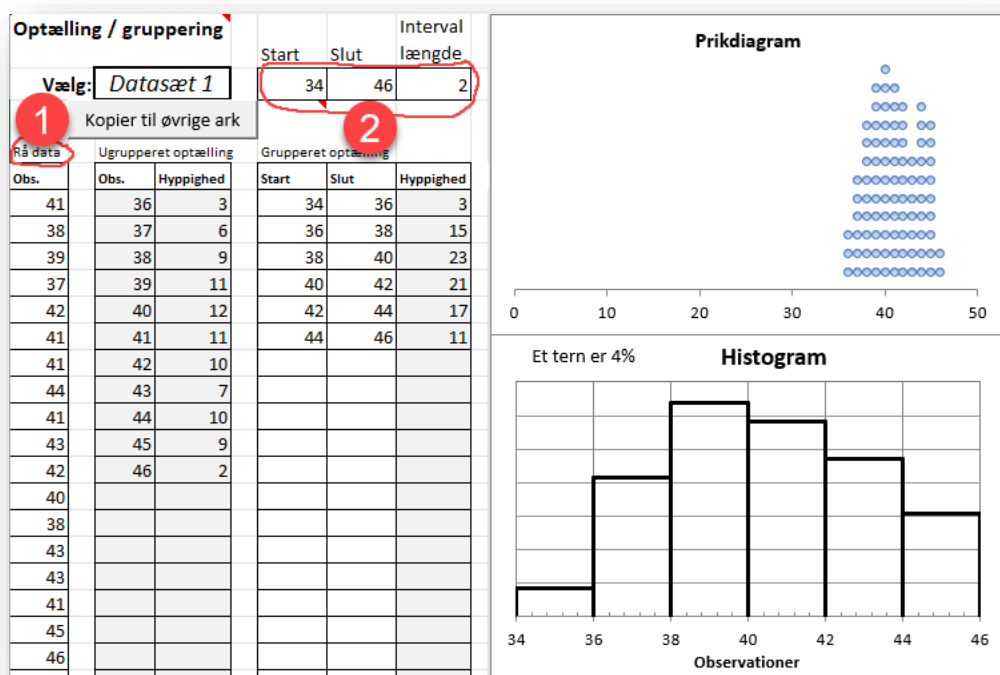 Optælling / gruppering
Start Slut Interval længde
Vælg: Datasæt 1 34 46 2
1 Kopier til øvrige ark 2
Rå data Ugrupperet optælling Grupperet
Obs. Obs. Hyppighed Start Slut Hyppighed
41 36 3 34 36 3
38 37 6 36 38 15
39 38 9 38 40 23
37 39 11 40 42 21
42 40 12 42 44 17
41 41 11 44 46 11
41 42 10
44 43 7
41 44 10
43 45 9
42 46 2
40
38
43
43
41
45
46
Prikdiagram
0 10 20 30 40 50
Et tern er 4% Histogram
34 36 38 40 42 44 46
Observationer